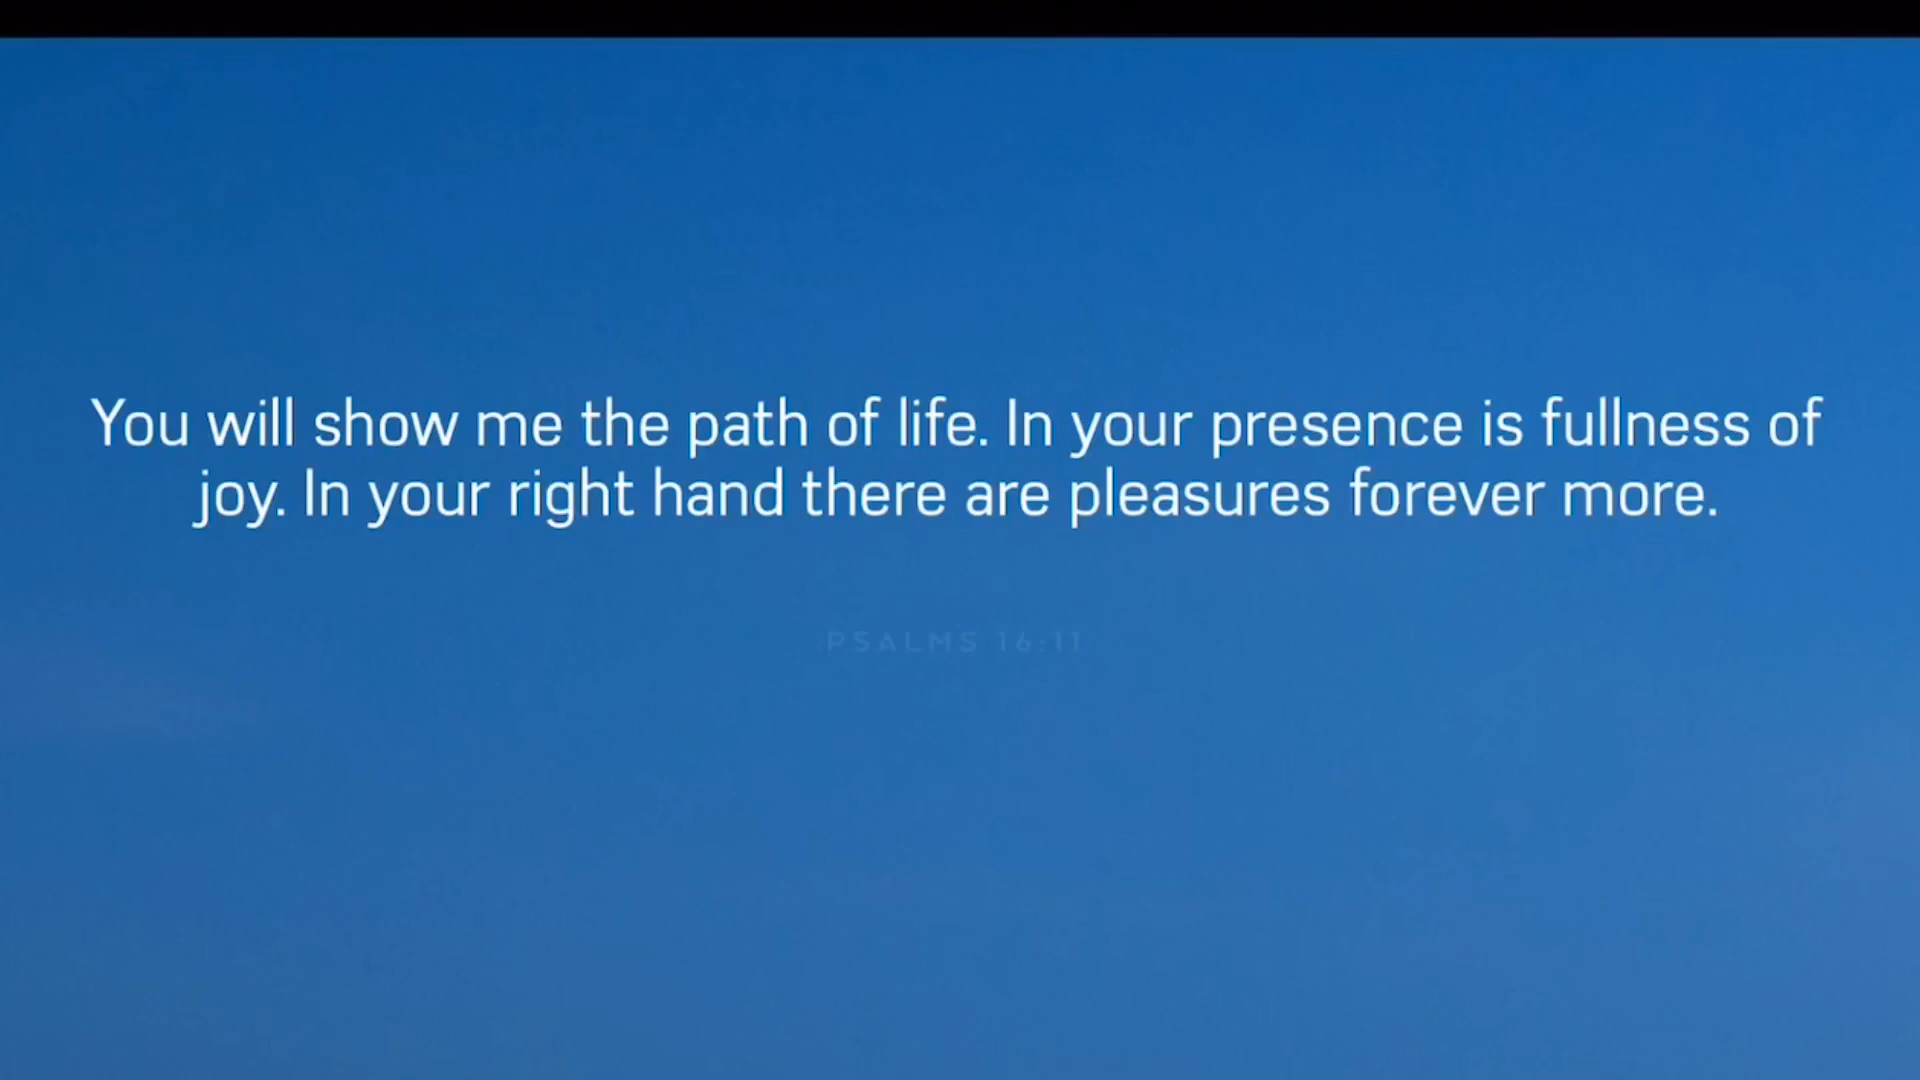 You will show me the path of life. In your presence is fullness of
joy. In your right hand there are pleasures forever more.
PSALMS 16:11